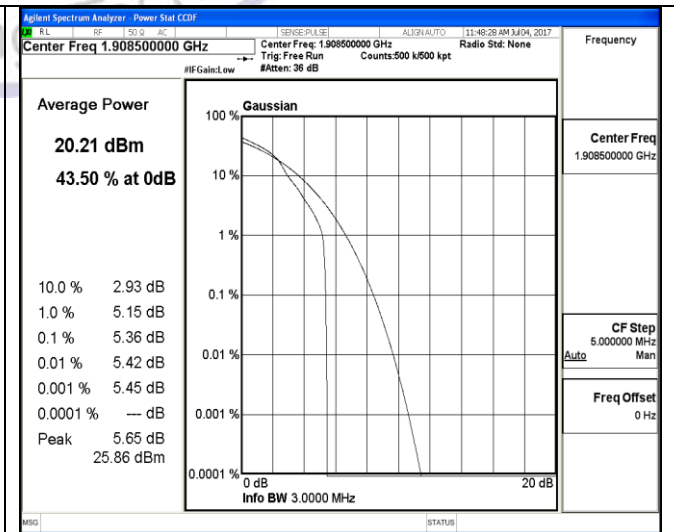 Agilent Spectrum Analyzer - Power Stat CCDF
RL RF 50 Ω AC SENSE:PULSE ALIGN AUTO 11:48:28 AM Jul 04, 2017
Center Freq 1.908500000 GHz
Center Freq: 1.908500000 GHz
Radio Std: None
Trig: Free Run Counts:500 k/500 kpt
#IFGain:Low #Atten: 36 dB
Frequency
Average Power
20.21 dBm
43.50 % at 0dB
10.0 % 2.93 dB
1.0 % 5.15 dB
0.1 % 5.36 dB
0.01 % 5.42 dB
0.001 % 5.45 dB
0.0001 % --- dB
Peak 5.65 dB
25.86 dBm
Gaussian
100 %
10 %
1 %
0.1 %
0.01 %
0.001 %
0.0001 %
0 dB 20 dB
Info BW 3.0000 MHz
Center Freq
1.908500000 GHz
CF Step
5.000000 MHz
Auto Man
Freq Offset
0 Hz
MSG STATUS